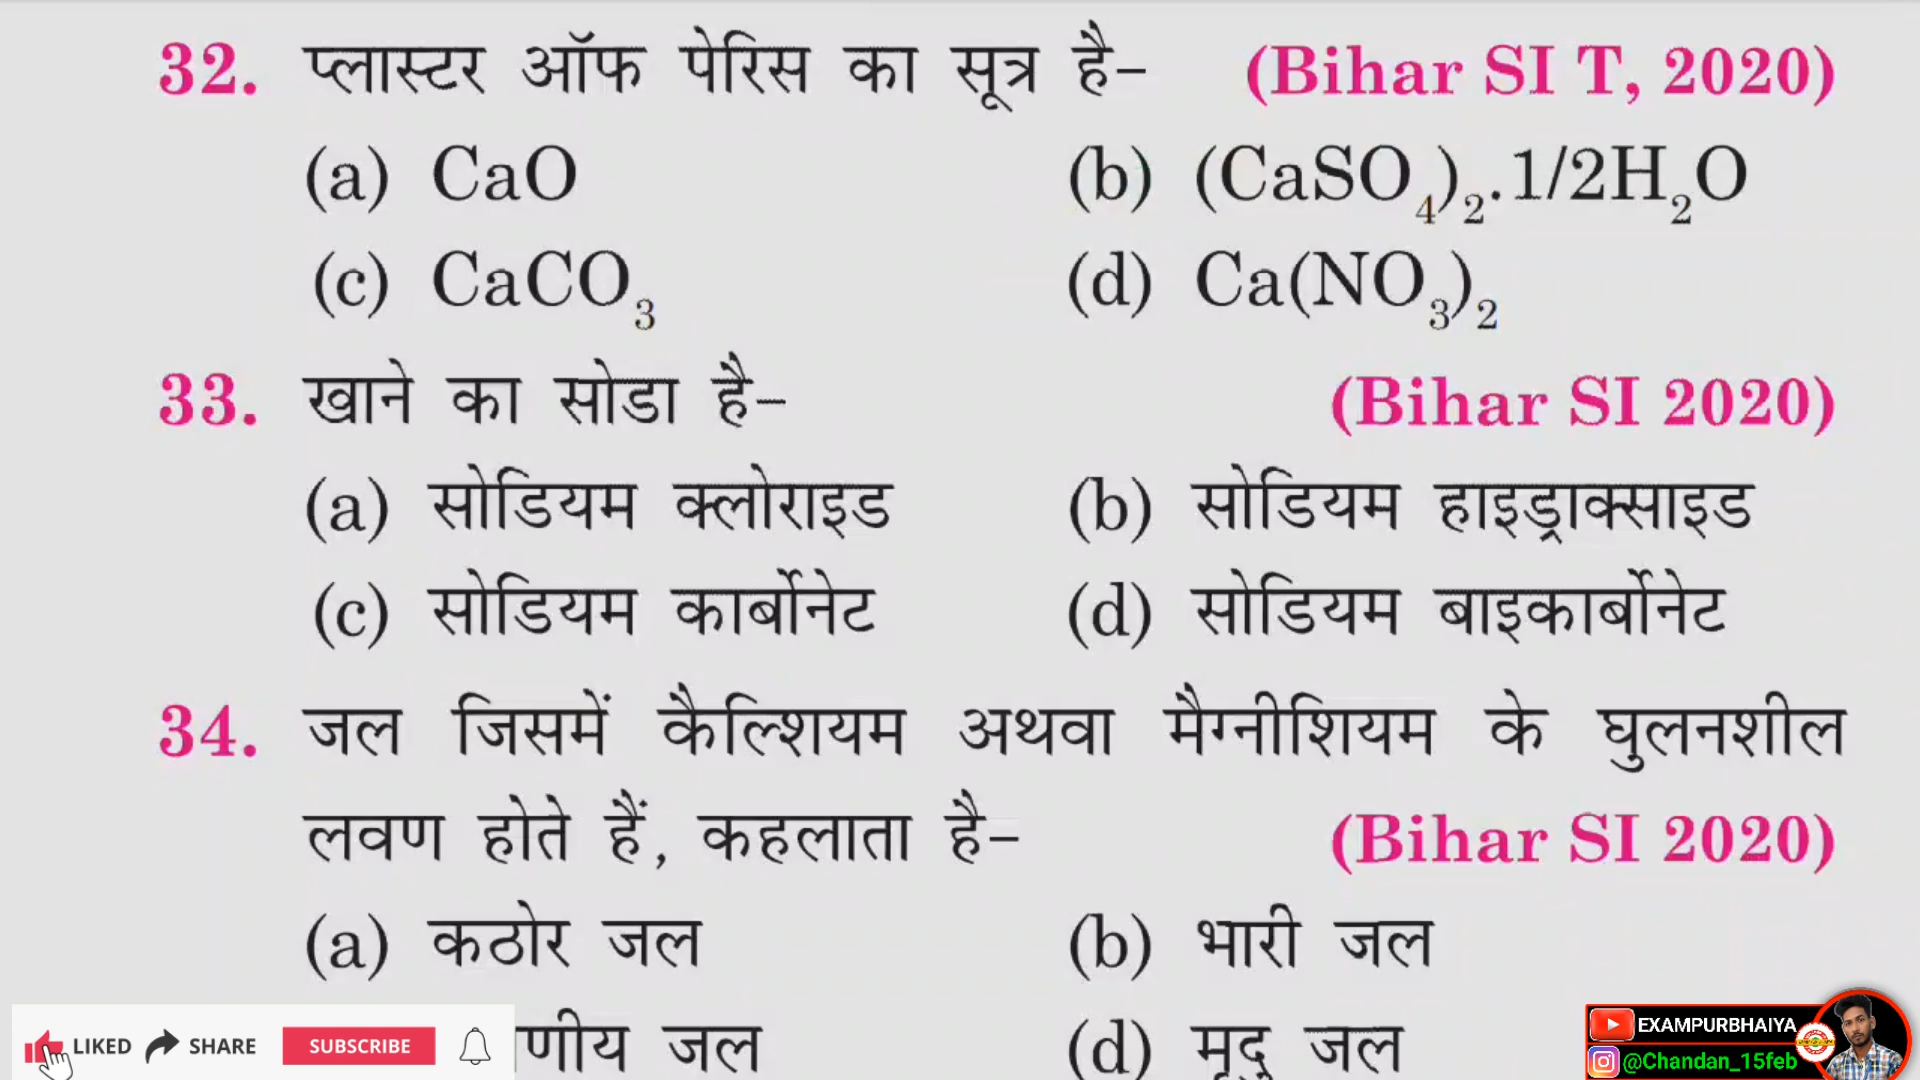 32. प्लास्टर ऑफ पेरिस का सूत्र है– (Bihar SI T, 2020)
(a) CaO (b) (CaSO₄)₂.1/2H₂O
(c) CaCO₃ (d) Ca(NO₃)₂
33. खाने का सोडा है– (Bihar SI 2020)
(a) सोडियम क्लोराइड (b) सोडियम हाइड्राक्साइड
(c) सोडियम कार्बोनेट (d) सोडियम बाइकार्बोनेट
34. जल जिसमें कैल्शियम अथवा मैग्नीशियम के घुलनशील
लवण होते हैं, कहलाता है– (Bihar SI 2020)
(a) कठोर जल (b) भारी जल
जल (d) मृदु जल
LIKED SHARE SUBSCRIBE
EXAMPURBHAIYA
@Chandan_15feb